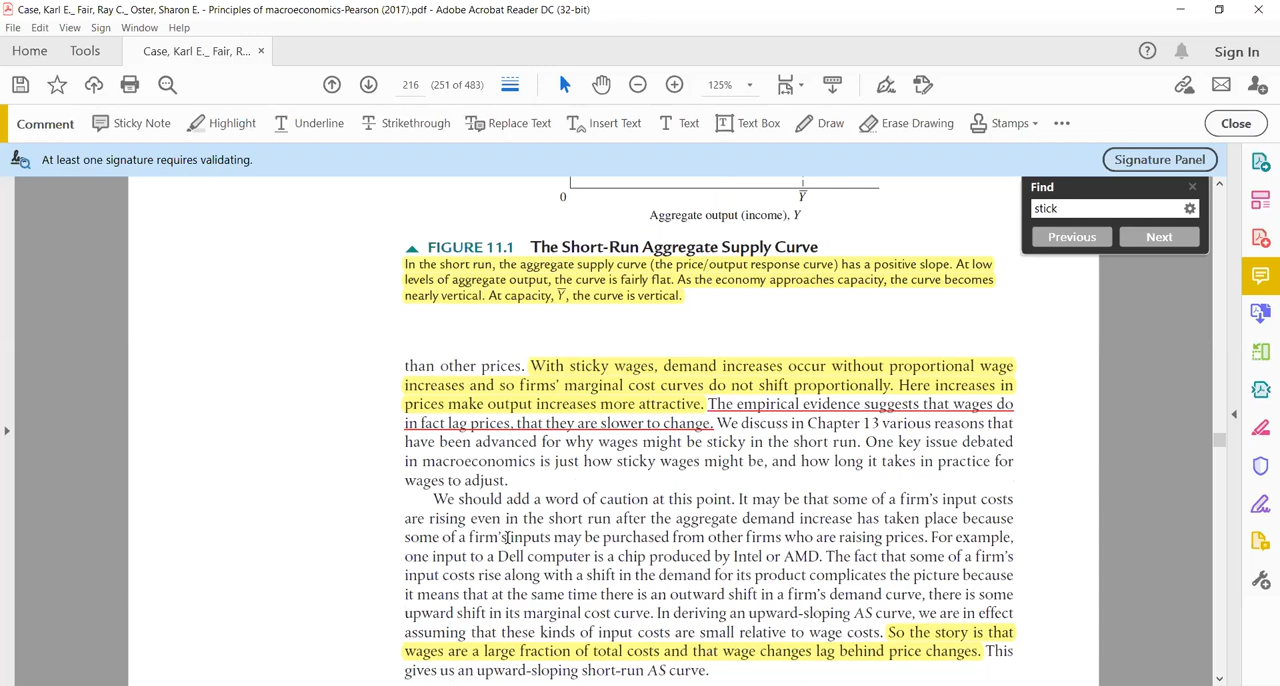 Case, Karl E._ Fair, Ray C._ Oster, Sharon E. - Principles of macroeconomics-Pearson (2017).pdf - Adobe Acrobat Reader DC (32-bit)
File Edit View Sign Window Help
Home Tools Case, Karl E._ Fair, R... × Sign In
216 (251 of 483) 125%
Comment Sticky Note Highlight Underline Strikethrough Replace Text Insert Text Text Text Box Draw Erase Drawing Stamps Close
At least one signature requires validating. Signature Panel
Find
stick
Previous Next
0 Y̅
Aggregate output (income), Y
▲ FIGURE 11.1 The Short-Run Aggregate Supply Curve
In the short run, the aggregate supply curve (the price/output response curve) has a positive slope. At low
levels of aggregate output, the curve is fairly flat. As the economy approaches capacity, the curve becomes
nearly vertical. At capacity, Y̅, the curve is vertical.
than other prices. With sticky wages, demand increases occur without proportional wage
increases and so firms' marginal cost curves do not shift proportionally. Here increases in
prices make output increases more attractive. The empirical evidence suggests that wages do
in fact lag prices, that they are slower to change. We discuss in Chapter 13 various reasons that
have been advanced for why wages might be sticky in the short run. One key issue debated
in macroeconomics is just how sticky wages might be, and how long it takes in practice for
wages to adjust.
We should add a word of caution at this point. It may be that some of a firm's input costs
are rising even in the short run after the aggregate demand increase has taken place because
some of a firm's inputs may be purchased from other firms who are raising prices. For example,
one input to a Dell computer is a chip produced by Intel or AMD. The fact that some of a firm's
input costs rise along with a shift in the demand for its product complicates the picture because
it means that at the same time there is an outward shift in a firm's demand curve, there is some
upward shift in its marginal cost curve. In deriving an upward-sloping AS curve, we are in effect
assuming that these kinds of input costs are small relative to wage costs. So the story is that
wages are a large fraction of total costs and that wage changes lag behind price changes. This
gives us an upward-sloping short-run AS curve.